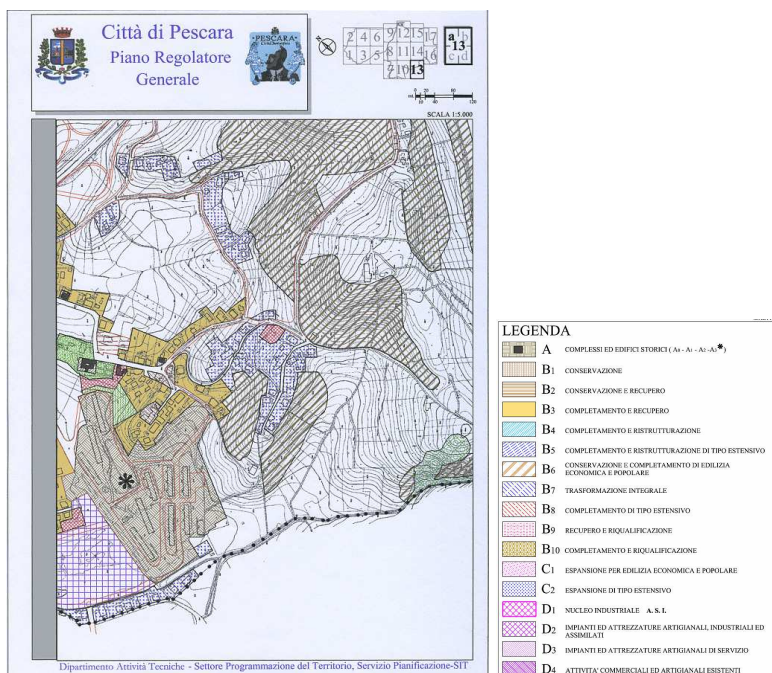 Città di Pescara
Piano Regolatore
Generale
PESCARA
2 4 6 9 12 15 17
1 3 5 8 11 14 16
7 10 13
a b
13
c d
SCALA 1:5.000
Dipartimento Attività Tecniche - Settore Programmazione del Territorio, Servizio Pianificazione-SIT
LEGENDA
A COMPLESSI ED EDIFICI STORICI ( A0 - A1 - A2 -A3*)
B1 CONSERVAZIONE
B2 CONSERVAZIONE E RECUPERO
B3 COMPLETAMENTO E RECUPERO
B4 COMPLETAMENTO E RISTRUTTURAZIONE
B5 COMPLETAMENTO E RISTRUTTURAZIONE DI TIPO ESTENSIVO
B6 CONSERVAZIONE E COMPLETAMENTO DI EDILIZIA
ECONOMICA E POPOLARE
B7 TRASFORMAZIONE INTEGRALE
B8 COMPLETAMENTO DI TIPO ESTENSIVO
B9 RECUPERO E RIQUALIFICAZIONE
B10 COMPLETAMENTO E RIQUALIFICAZIONE
C1 ESPANSIONE PER EDILIZIA ECONOMICA E POPOLARE
C2 ESPANSIONE DI TIPO ESTENSIVO
D1 NUCLEO INDUSTRIALE A. S. I.
D2 IMPIANTI ED ATTREZZATURE ARTIGIANALI, INDUSTRIALI ED
ASSIMILATI
D3 IMPIANTI ED ATTREZZATURE ARTIGIANALI DI SERVIZIO
D4 ATTIVITA' COMMERCIALI ED ARTIGIANALI ESISTENTI